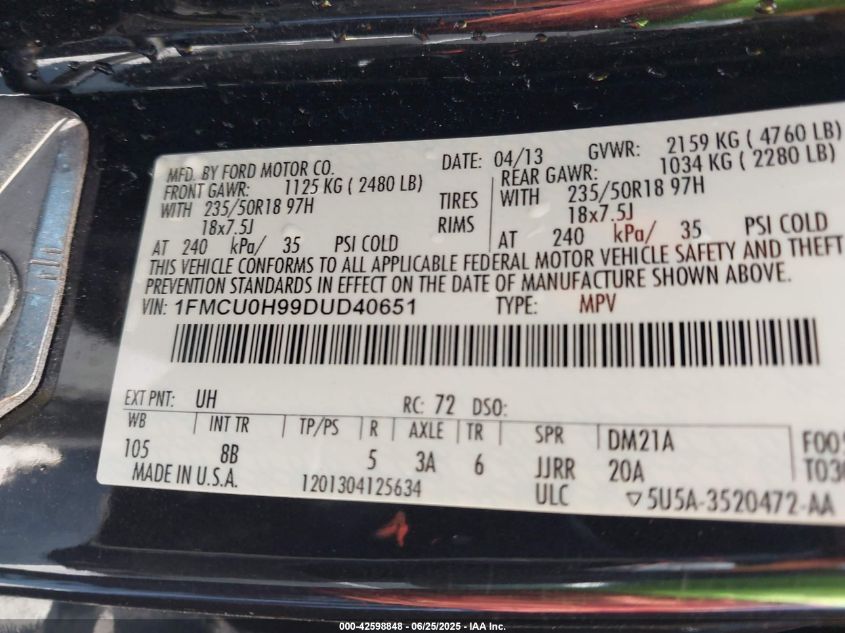 MFD. BY FORD MOTOR CO. DATE: 04/13 GVWR: 2159 KG ( 4760 LB)
FRONT GAWR: 1125 KG ( 2480 LB) REAR GAWR: 1034 KG ( 2280 LB)
WITH 235/50R18 97H TIRES WITH 235/50R18 97H
18x7.5J RIMS 18x7.5J
AT 240 kPa/ 35 PSI COLD AT 240 kPa/ 35 PSI COLD
THIS VEHICLE CONFORMS TO ALL APPLICABLE FEDERAL MOTOR VEHICLE SAFETY AND THEFT
PREVENTION STANDARDS IN EFFECT ON THE DATE OF MANUFACTURE SHOWN ABOVE.
VIN: 1FMCU0H99DUD40651 TYPE: MPV
EXT PNT: UH RC: 72 DSO:
WB INT TR TP/PS R AXLE TR SPR DM21A F005
105 8B 5 3A 6 JJRR 20A T030
MADE IN U.S.A. 1201304125634 ULC ▽5U5A-3520472-AA
000-42598848 - 06/25/2025 - IAA Inc.